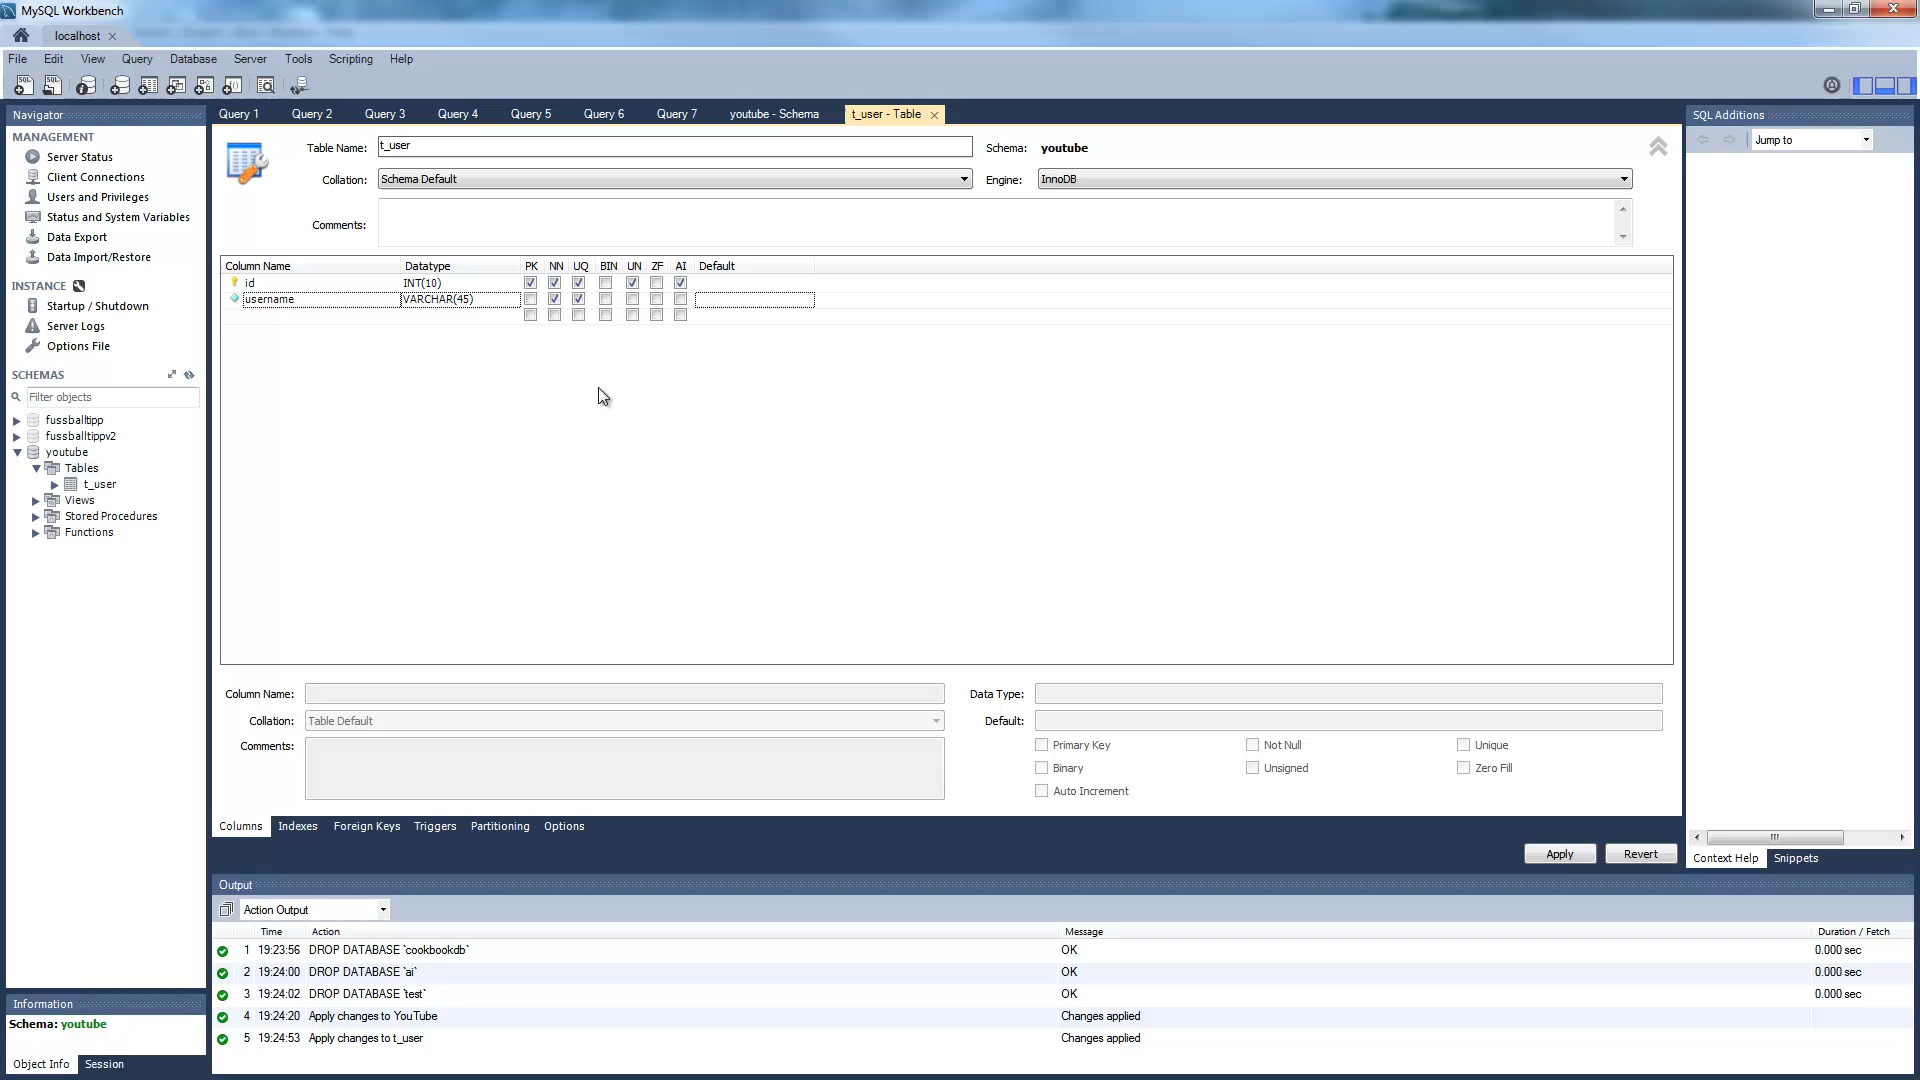 MySQL Workbench
localhost
File Edit View Query Database Server Tools Scripting Help
Navigator
MANAGEMENT
Server Status
Client Connections
Users and Privileges
Status and System Variables
Data Export
Data Import/Restore
INSTANCE
Startup / Shutdown
Server Logs
Options File
SCHEMAS
Filter objects
fussballtipp
fussballtippv2
youtube
Tables
t_user
Views
Stored Procedures
Functions
Information
Schema: youtube
Object Info Session
Query 1 Query 2 Query 3 Query 4 Query 5 Query 6 Query 7 youtube - Schema t_user - Table
Table Name: t_user Schema: youtube
Collation: Schema Default Engine: InnoDB
Comments:
Column Name Datatype PK NN UQ BIN UN ZF AI Default
id INT(10)
username VARCHAR(45)
Column Name: Data Type:
Collation: Table Default Default:
Comments: Primary Key Not Null Unique
Binary Unsigned Zero Fill
Auto Increment
Columns Indexes Foreign Keys Triggers Partitioning Options
Apply Revert
Output
Action Output
Time Action Message Duration / Fetch
1 19:23:56 DROP DATABASE `cookbookdb` OK 0.000 sec
2 19:24:00 DROP DATABASE `ai` OK 0.000 sec
3 19:24:02 DROP DATABASE `test` OK 0.000 sec
4 19:24:20 Apply changes to YouTube Changes applied
5 19:24:53 Apply changes to t_user Changes applied
SQL Additions
Jump to
Context Help Snippets